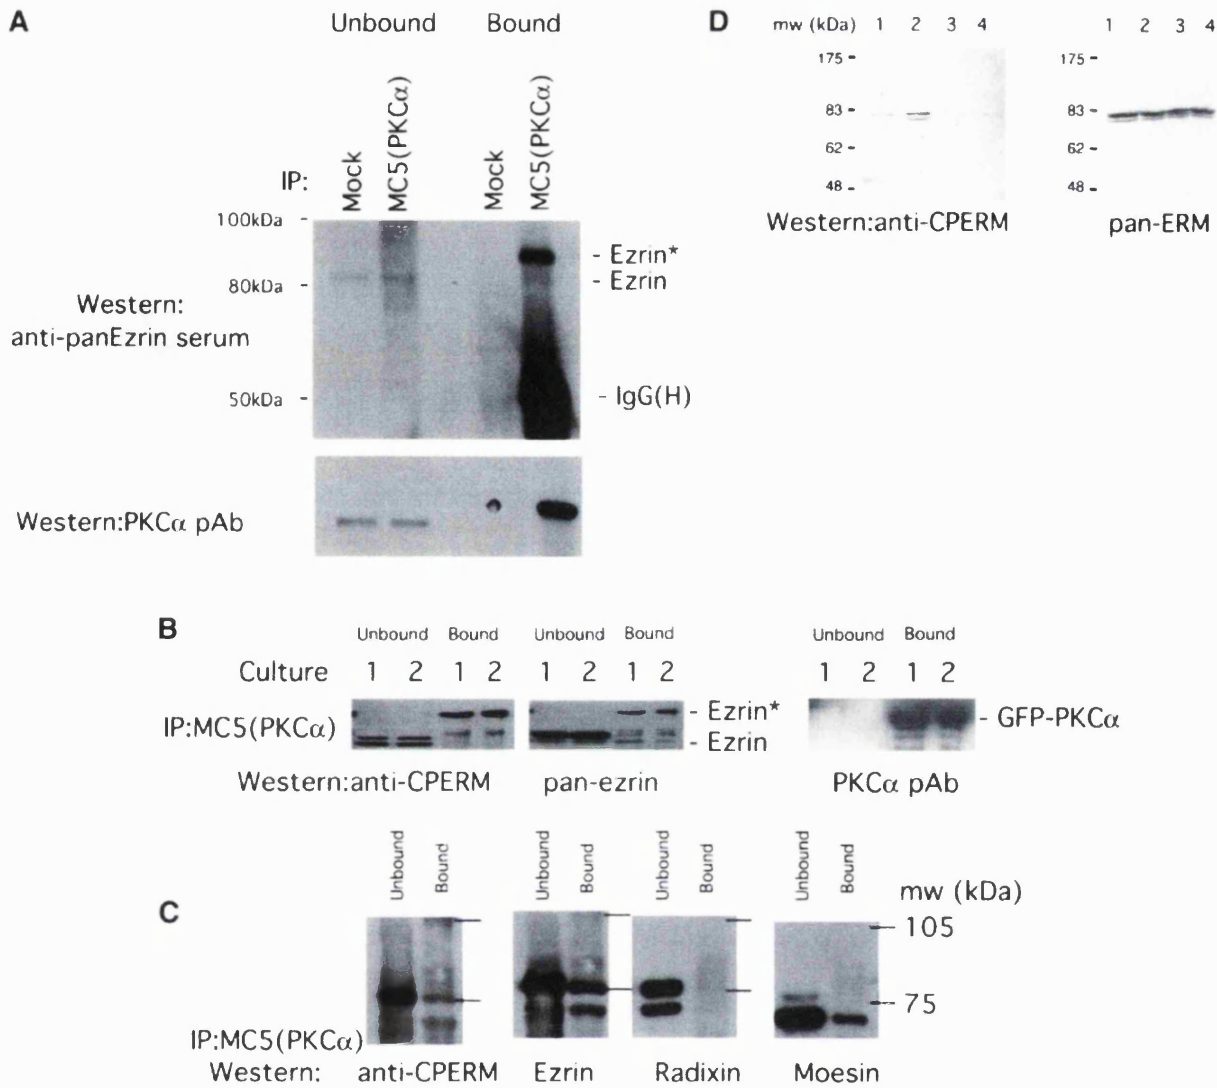 A
Unbound Bound
IP:
Mock
MC5(PKCα)
Mock
MC5(PKCα)
100kDa -
80kDa -
50kDa -
- Ezrin*
- Ezrin
- IgG(H)
Western:
anti-panEzrin serum
Western:PKCα pAb
D
mw (kDa) 1 2 3 4
175 -
83 -
62 -
48 -
Western:anti-CPERM
1 2 3 4
175 -
83 -
62 -
48 -
pan-ERM
B
Unbound Bound Unbound Bound Unbound Bound
Culture 1 2 1 2 1 2 1 2 1 2 1 2
IP:MC5(PKCα)
- Ezrin*
- Ezrin
- GFP-PKCα
Western:anti-CPERM pan-ezrin PKCα pAb
C
Unbound
Bound
Unbound
Bound
Unbound
Bound
Unbound
Bound
mw (kDa)
105
75
IP:MC5(PKCα)
Western: anti-CPERM Ezrin Radixin Moesin